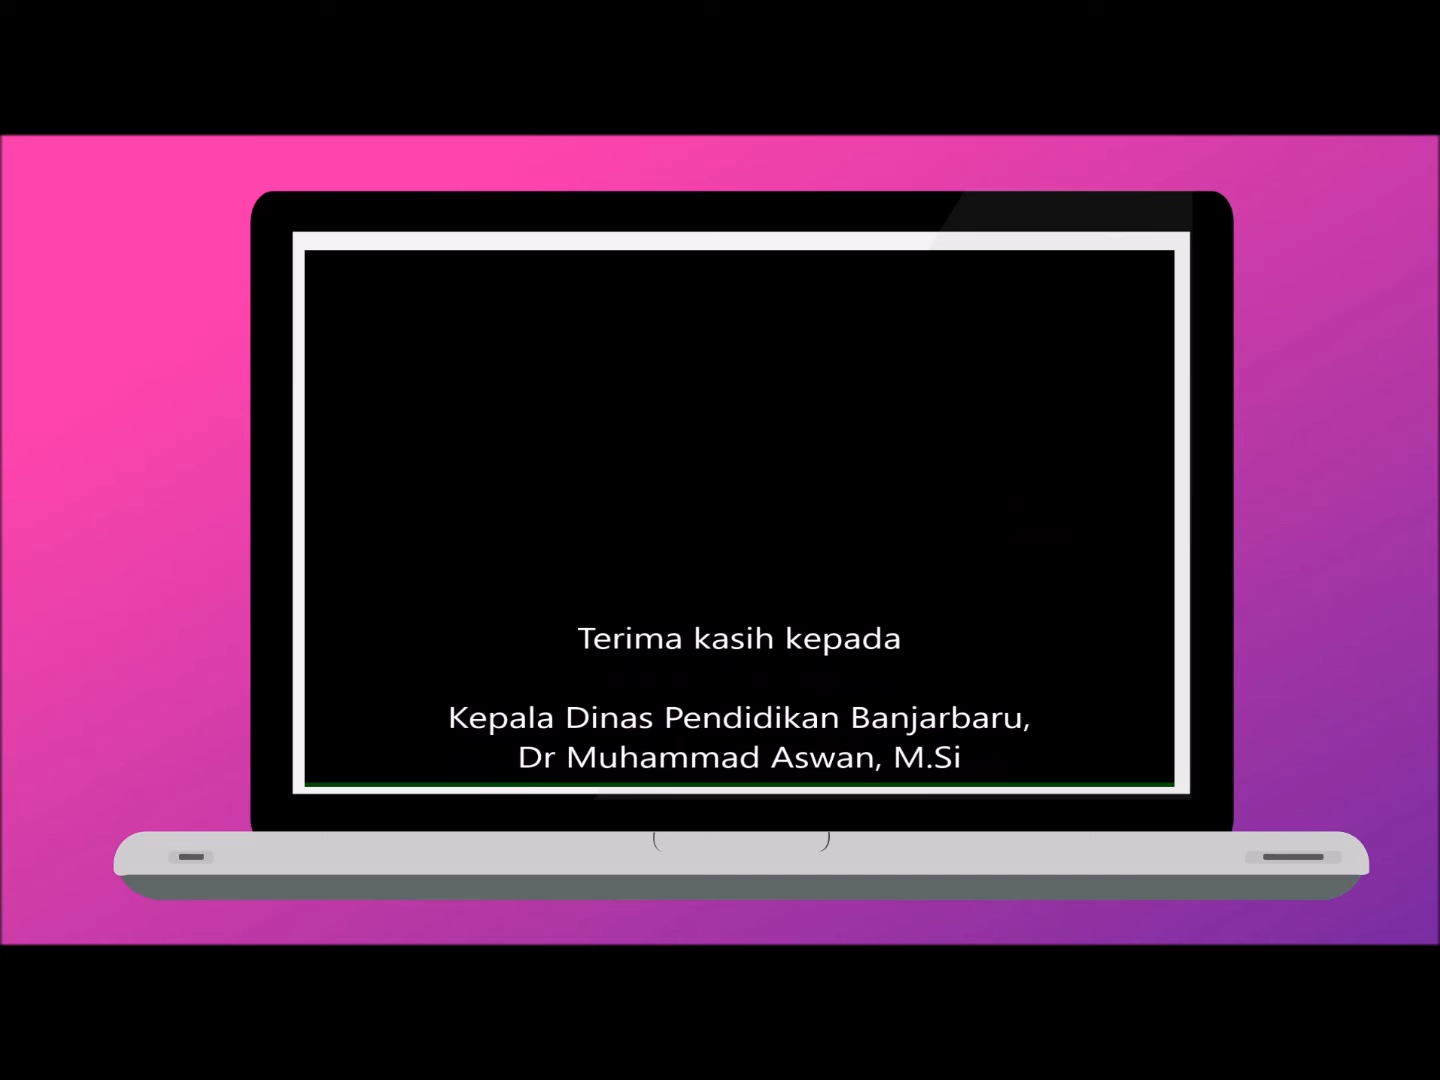 Terima kasih kepada
Kepala Dinas Pendidikan Banjarbaru,
Dr Muhammad Aswan, M.Si